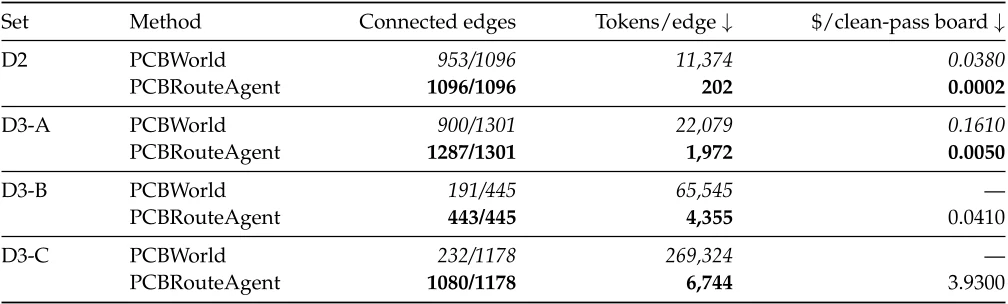 Set Method Connected edges Tokens/edge ↓ $/clean-pass board ↓
D2 PCBWorld 953/1096 11,374 0.0380
PCBRouteAgent 1096/1096 202 0.0002
D3-A PCBWorld 900/1301 22,079 0.1610
PCBRouteAgent 1287/1301 1,972 0.0050
D3-B PCBWorld 191/445 65,545 —
PCBRouteAgent 443/445 4,355 0.0410
D3-C PCBWorld 232/1178 269,324 —
PCBRouteAgent 1080/1178 6,744 3.9300